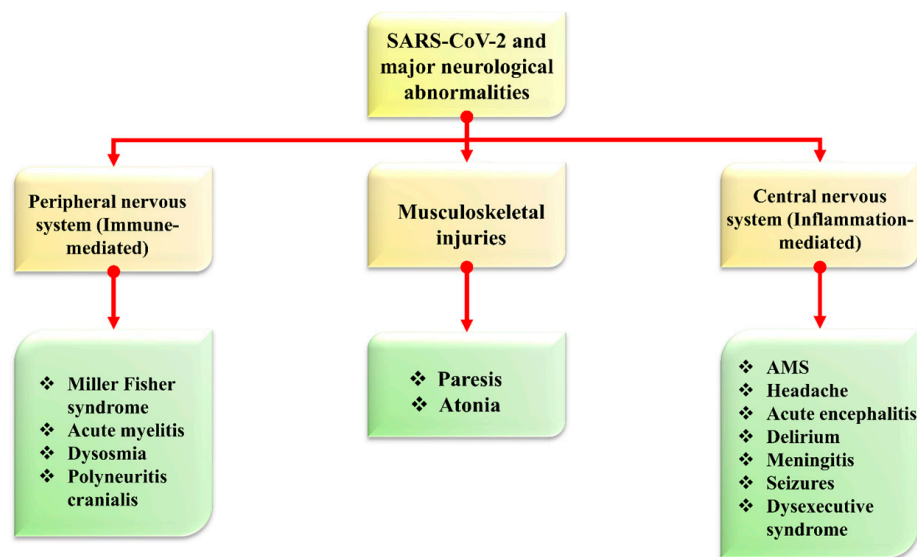 SARS-CoV-2 and
major neurological
abnormalities
Peripheral nervous
system (Immune-
mediated)
Musculoskeletal
injuries
Central nervous
system (Inflammation-
mediated)
❖ Miller Fisher
syndrome
❖ Acute myelitis
❖ Dysosmia
❖ Polyneuritis
cranialis
❖ Paresis
❖ Atonia
❖ AMS
❖ Headache
❖ Acute encephalitis
❖ Delirium
❖ Meningitis
❖ Seizures
❖ Dysexecutive
syndrome